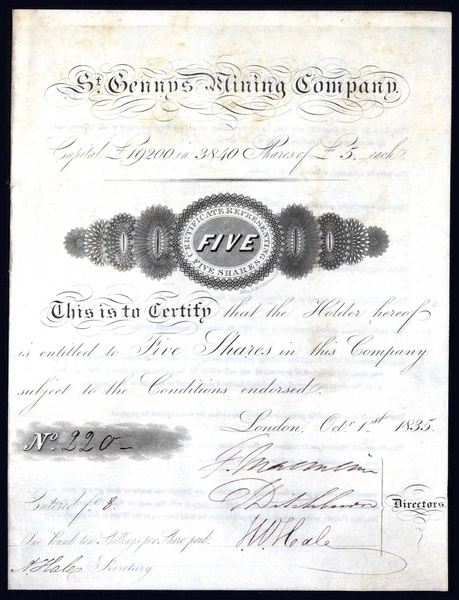 St. Gennys Mining Company.
Capital £19200 in 3840 Shares of £5. each
CERTIFICATE REPRESENTING
FIVE
FIVE SHARES
This is to Certify that the Holder hereof
is entitled to Five Shares in this Company
subject to the Conditions endorsed.
London, Octr. 1st 1835.
No. 220
Directors.
Entered fo. 8.
One Pound ten Shillings per Share paid.
W Hale
A Hale Secretary